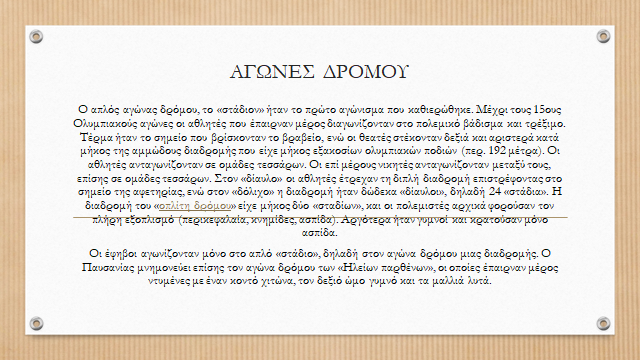 ΑΓΩΝΕΣ ΔΡΟΜΟΥ
Ο απλός αγώνας δρόμου, το «στάδιον» ήταν το πρώτο αγώνισμα που καθιερώθηκε. Μέχρι τους 15ους
Ολυμπιακούς αγώνες οι αθλητές που έπαιρναν μέρος διαγωνίζονταν στο πολεμικό βάδισμα και τρέξιμο.
Τέρμα ήταν το σημείο που βρίσκονταν το βραβείο, ενώ οι θεατές στέκονταν δεξιά και αριστερά κατά
μήκος της αμμώδους διαδρομής που είχε μήκος εξακοσίων ολυμπιακών ποδιών (περ. 192 μέτρα). Οι
αθλητές ανταγωνίζονταν σε ομάδες τεσσάρων. Οι επί μέρους νικητές ανταγωνίζονταν μεταξύ τους,
επίσης σε ομάδες τεσσάρων. Στον «δίαυλο» οι αθλητές έτρεχαν τη διπλή διαδρομή επιστρέφοντας στο
σημείο της αφετηρίας, ενώ στον «δόλιχο» η διαδρομή ήταν δώδεκα «δίαυλοι», δηλαδή 24 «στάδια». Η
διαδρομή του «οπλίτη δρόμου» είχε μήκος δύο «σταδίων», και οι πολεμιστές αρχικά φορούσαν τον
πλήρη εξοπλισμό (περικεφαλαία, κνημίδες, ασπίδα). Αργότερα ήταν γυμνοί και κρατούσαν μόνο
ασπίδα.
Οι έφηβοι αγωνίζονταν μόνο στο απλό «στάδιο», δηλαδή στον αγώνα δρόμου μιας διαδρομής. Ο
Παυσανίας μνημονεύει επίσης τον αγώνα δρόμου των «Ηλείων παρθένων», οι οποίες έπαιρναν μέρος
ντυμένες με έναν κοντό χιτώνα, τον δεξιό ώμο γυμνό και τα μαλλιά λυτά.